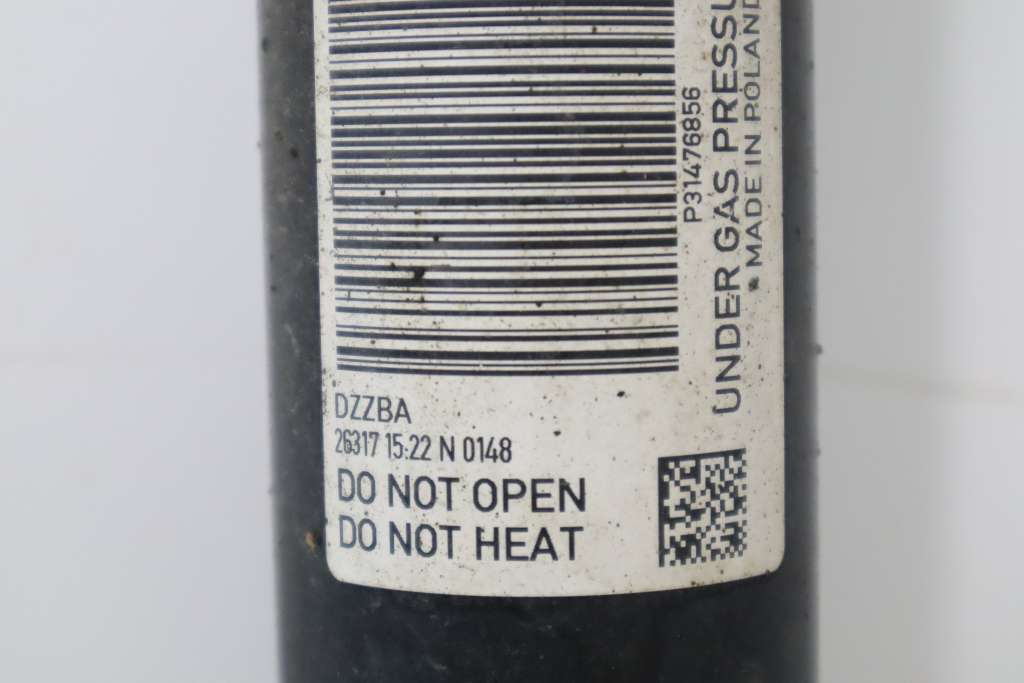 P31476856
UNDER GAS PRESSU
* MADE IN POLAND
DZZBA
26317 15:22 N 0148
DO NOT OPEN
DO NOT HEAT